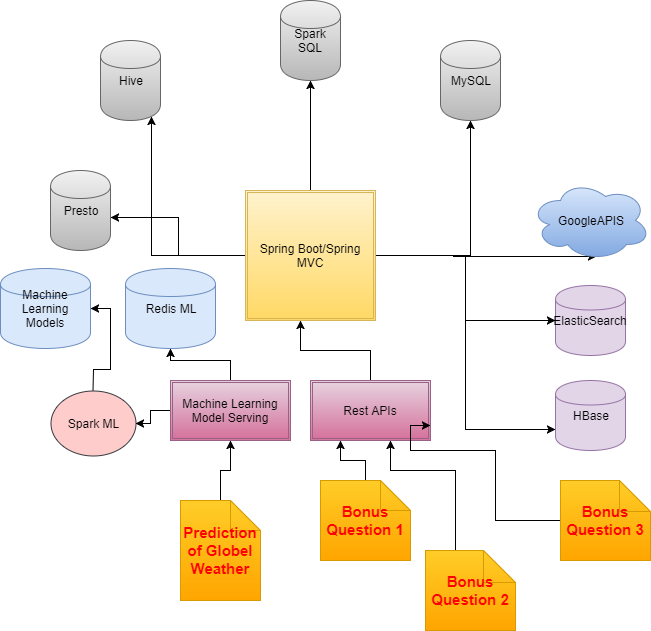 Spark
SQL
Hive
MySQL
Presto
GoogleAPIS
Spring Boot/Spring
MVC
Machine
Learning
Models
Redis ML
ElasticSearch
Machine Learning
Model Serving
Rest APIs
Spark ML
HBase
Prediction
of Globel
Weather
Bonus
Question 1
Bonus
Question 2
Bonus
Question 3